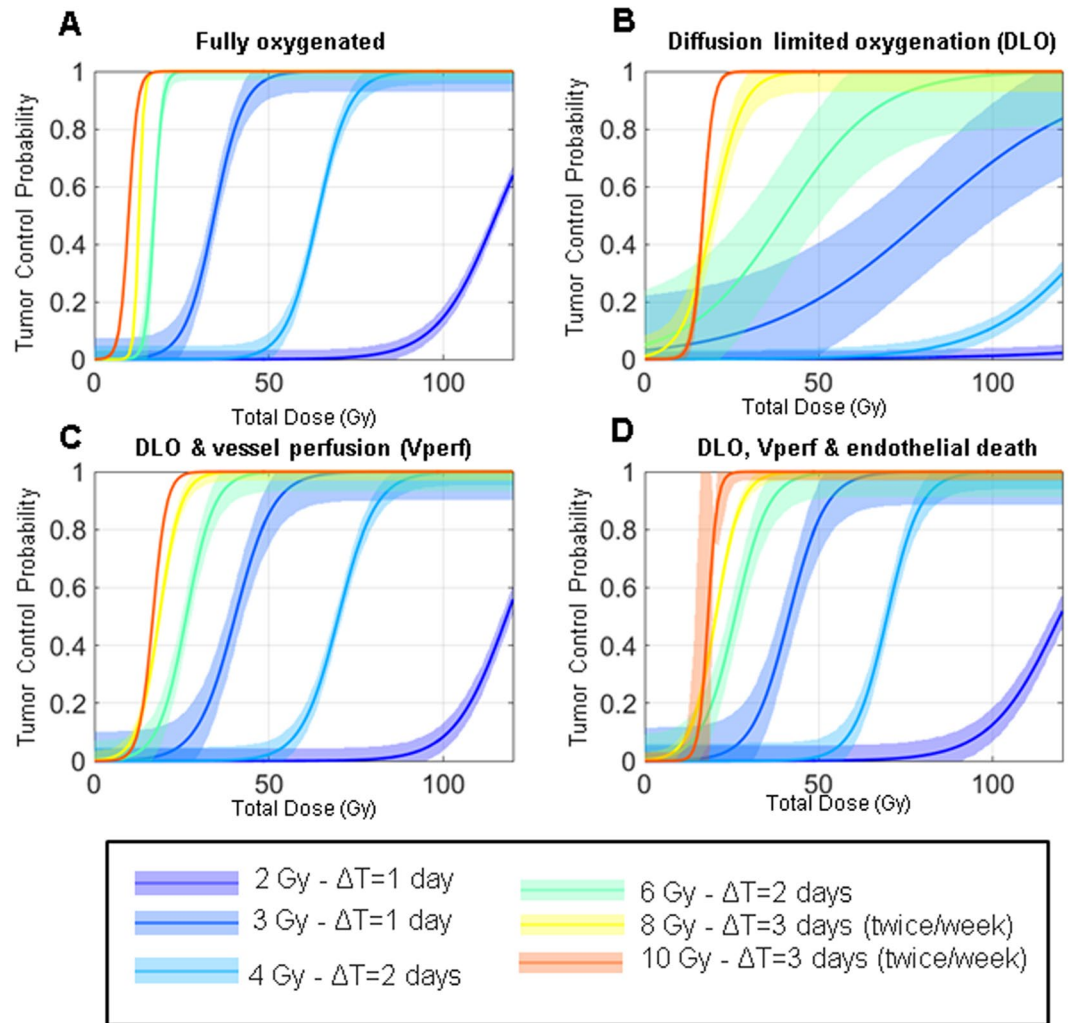 A
Fully oxygenated
Tumor Control Probability
1
0.8
0.6
0.4
0.2
0
0
50
100
Total Dose (Gy)
B
Diffusion limited oxygenation (DLO)
Tumor Control Probability
1
0.8
0.6
0.4
0.2
0
0
50
100
Total Dose (Gy)
C
DLO & vessel perfusion (Vperf)
Tumor Control Probability
1
0.8
0.6
0.4
0.2
0
0
50
100
Total Dose (Gy)
D
DLO, Vperf & endothelial death
Tumor Control Probability
1
0.8
0.6
0.4
0.2
0
0
50
100
Total Dose (Gy)
2 Gy - ΔT=1 day
3 Gy - ΔT=1 day
4 Gy - ΔT=2 days
6 Gy - ΔT=2 days
8 Gy - ΔT=3 days (twice/week)
10 Gy - ΔT=3 days (twice/week)